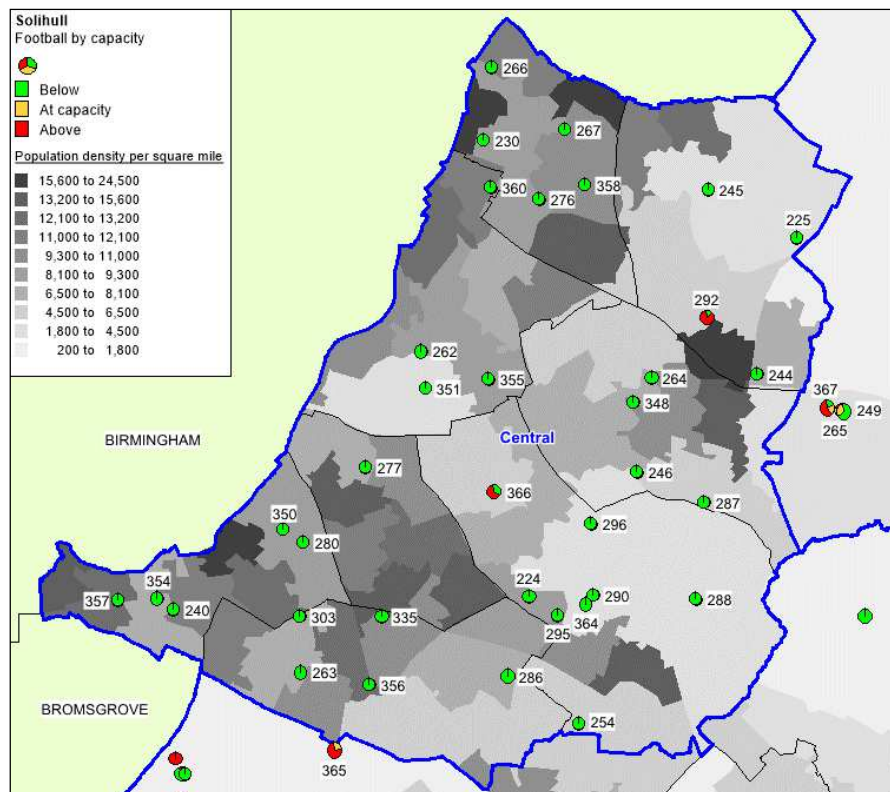 Solihull
Football by capacity
Below
At capacity
Above
Population density per square mile
15,600 to 24,500
13,200 to 15,600
12,100 to 13,200
11,000 to 12,100
9,300 to 11,000
8,100 to 9,300
6,500 to 8,100
4,500 to 6,500
1,800 to 4,500
200 to 1,800
266
230
267
360
276
358
245
225
292
262
351
355
264
244
348
367
249
265
BIRMINGHAM
Central
277
246
366
287
350
280
296
357
354
240
224
290
288
303
335
295
364
263
356
286
BROMSGROVE
254
365